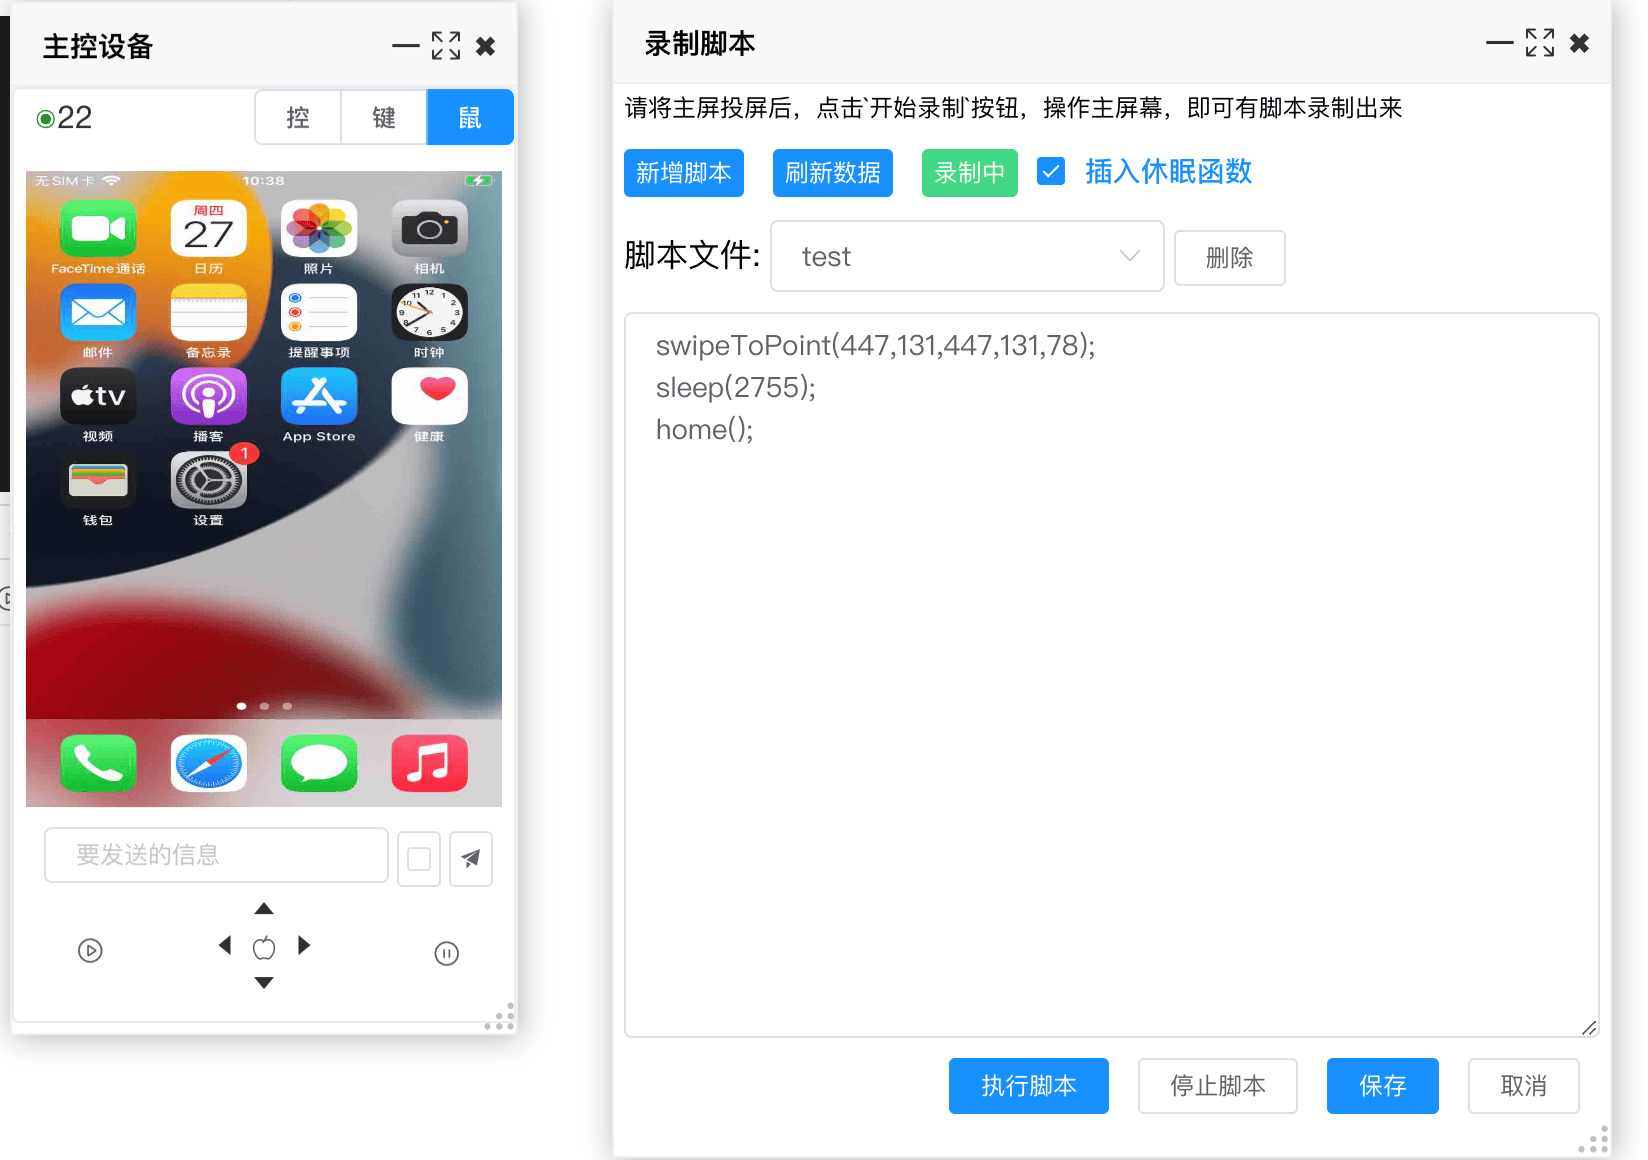 主控设备
22
控 键 鼠
无SIM卡 10:38
周四
27
FaceTime通话 日历 照片 相机
邮件 备忘录 提醒事项 时钟
tv
视频 播客 App Store 健康
1
钱包 设置
要发送的信息
录制脚本
请将主屏投屏后，点击`开始录制`按钮，操作主屏幕，即可有脚本录制出来
新增脚本 刷新数据 录制中 插入休眠函数
脚本文件: test 删除
swipeToPoint(447,131,447,131,78);
sleep(2755);
home();
执行脚本 停止脚本 保存 取消